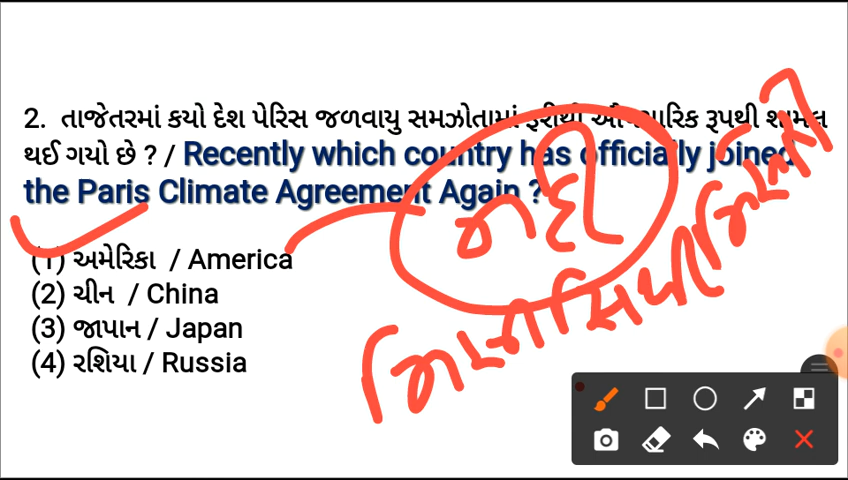 2. તાજેતરમાં કયો દેશ પેરિસ જળવાયુ સમઝોતામાં ફરીથી ઔપચારિક રૂપથી શામેલ
થઈ ગયો છે ? / Recently which country has officially joined
the Paris Climate Agreement Again ?
(1) અમેરિકા / America
(2) ચીન / China
(3) જાપાન / Japan
(4) રશિયા / Russia